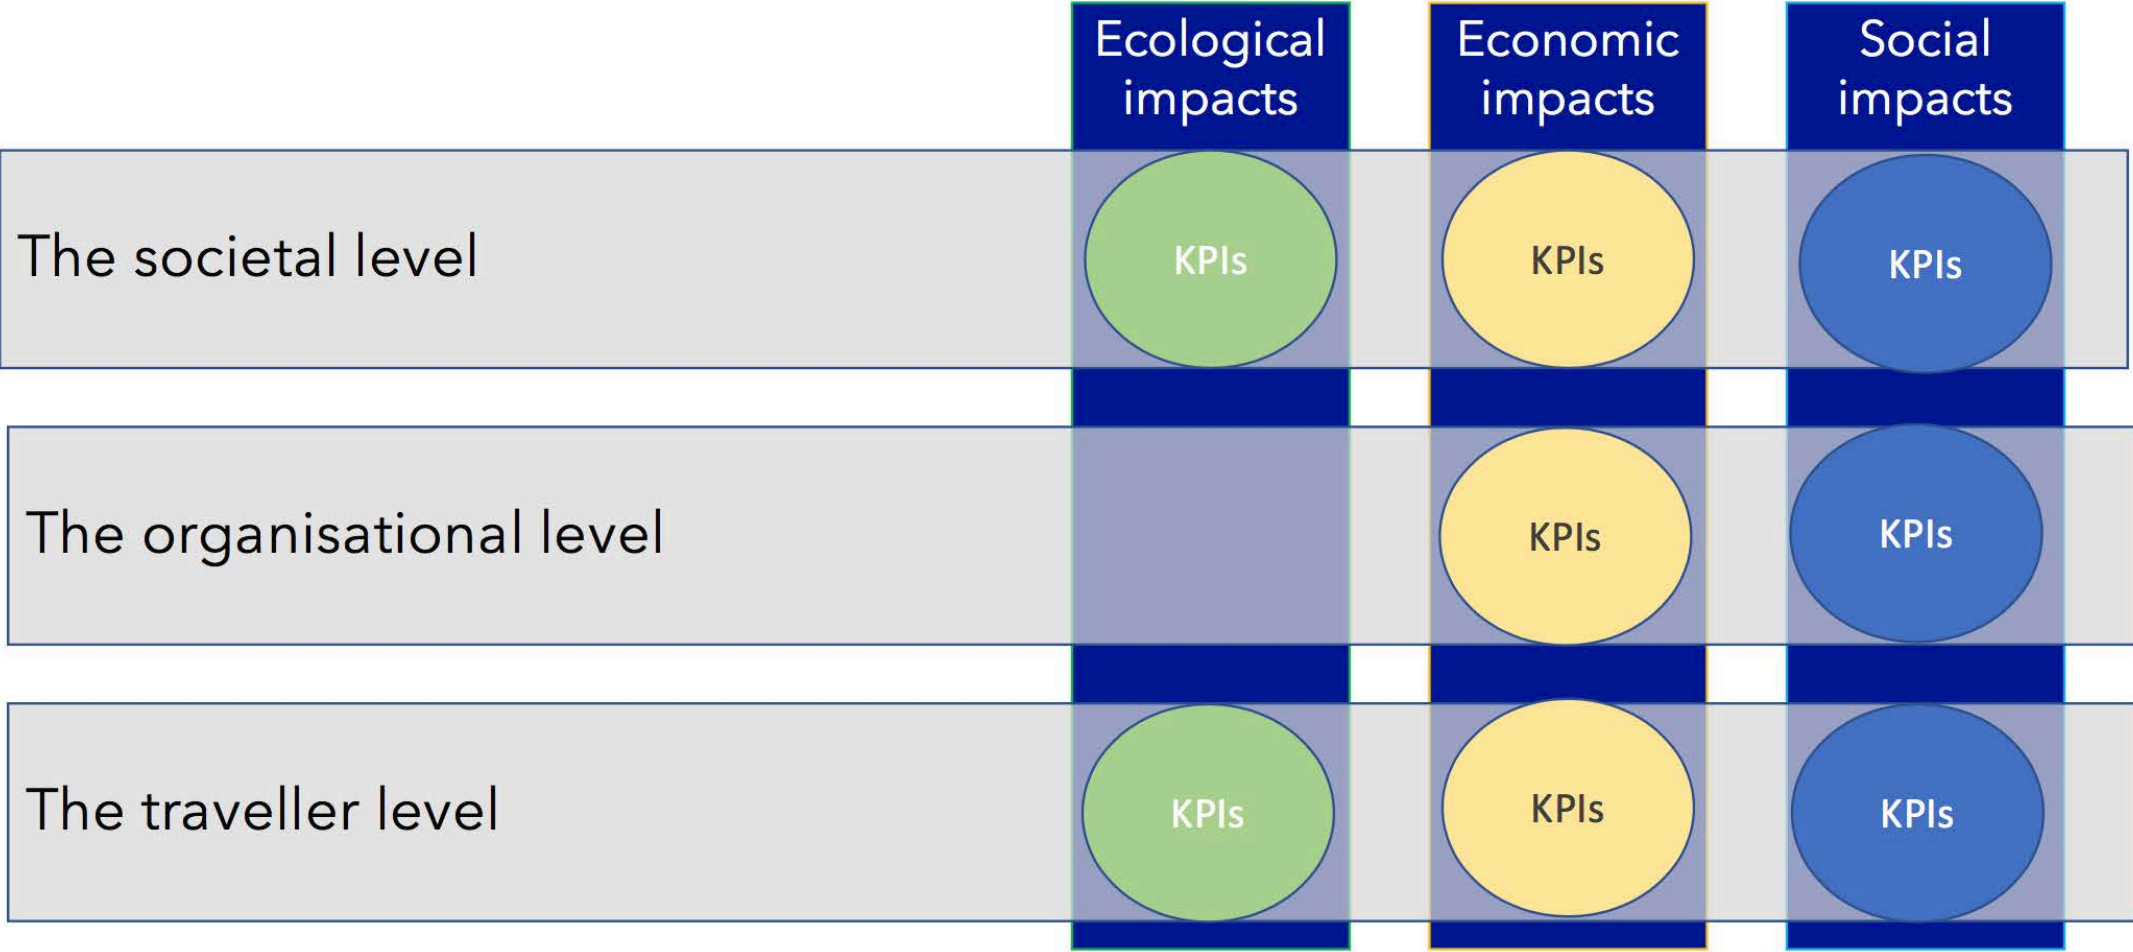 Ecological
impacts
Economic
impacts
Social
impacts
The societal level
KPIs
KPIs
KPIs
The organisational level
KPIs
KPIs
The traveller level
KPIs
KPIs
KPIs